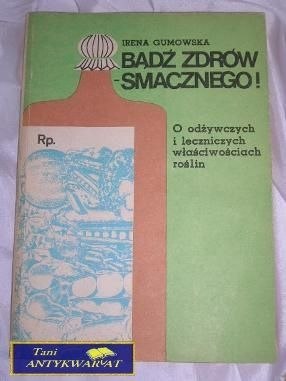 IRENA GUMOWSKA
BĄDŹ ZDRÓW
-SMACZNEGO!
O odżywczych
i leczniczych
właściwościach
roślin
Rp.
Tani
ANTYKWARIAT